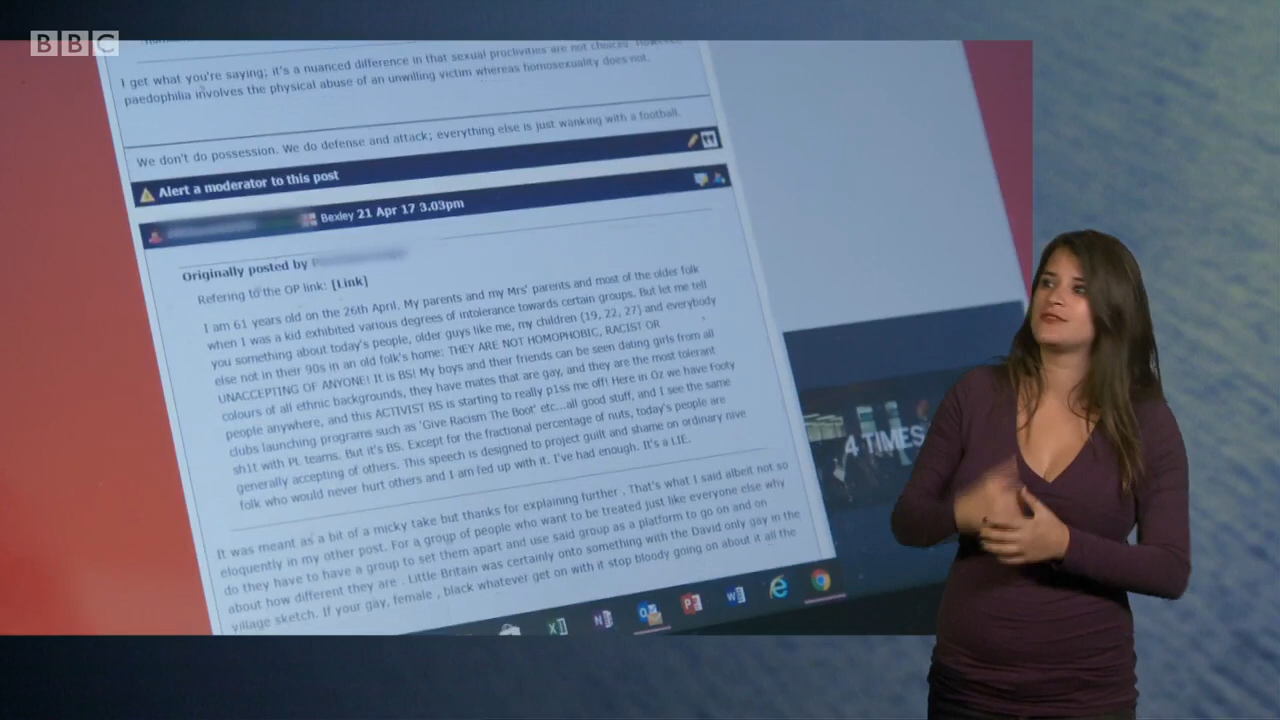 BBC
I get what you're saying; it's a nuanced difference in that sexual proclivities are not choices. However
paedophilia involves the physical abuse of an unwilling victim whereas homosexuality does not.
We don't do possession. We do defense and attack; everything else is just wanking with a football.
Alert a moderator to this post
Bexley 21 Apr 17 3.03pm
Originally posted by
Refering to the OP link: [Link]
I am 61 years old on the 26th April. My parents and my Mrs' parents and most of the older folk
when I was a kid exhibited various degrees of intolerance towards certain groups. But let me tell
you something about today's people, older guys like me, my children (19, 22, 27) and everybody
else not in their 90s in an old folk's home: THEY ARE NOT HOMOPHOBIC, RACIST OR
UNACCEPTING OF ANYONE! It is BS! My boys and their friends can be seen dating girls from all
colours of all ethnic backgrounds, they have mates that are gay, and they are the most tolerant
people anywhere, and this ACTIVIST BS is starting to really p1ss me off! Here in Oz we have Footy
clubs launching programs such as 'Give Racism The Boot' etc...all good stuff, and I see the same
sh1t with PL teams. But it's BS. Except for the fractional percentage of nuts, today's people are
generally accepting of others. This speech is designed to project guilt and shame on ordinary naive
folk who would never hurt others and I am fed up with it. I've had enough. It's a LIE.
It was meant as a bit of a micky take but thanks for explaining further . That's what I said albeit not so
eloquently in my other post. For a group of people who want to be treated just like everyone else why
do they have to have a group to set them apart and use said group as a platform to go on and on
about how different they are . Little Britain was certainly onto something with the David only gay in the
village sketch. If your gay, female , black whatever get on with it stop bloody going on about it all the
4 TIMES